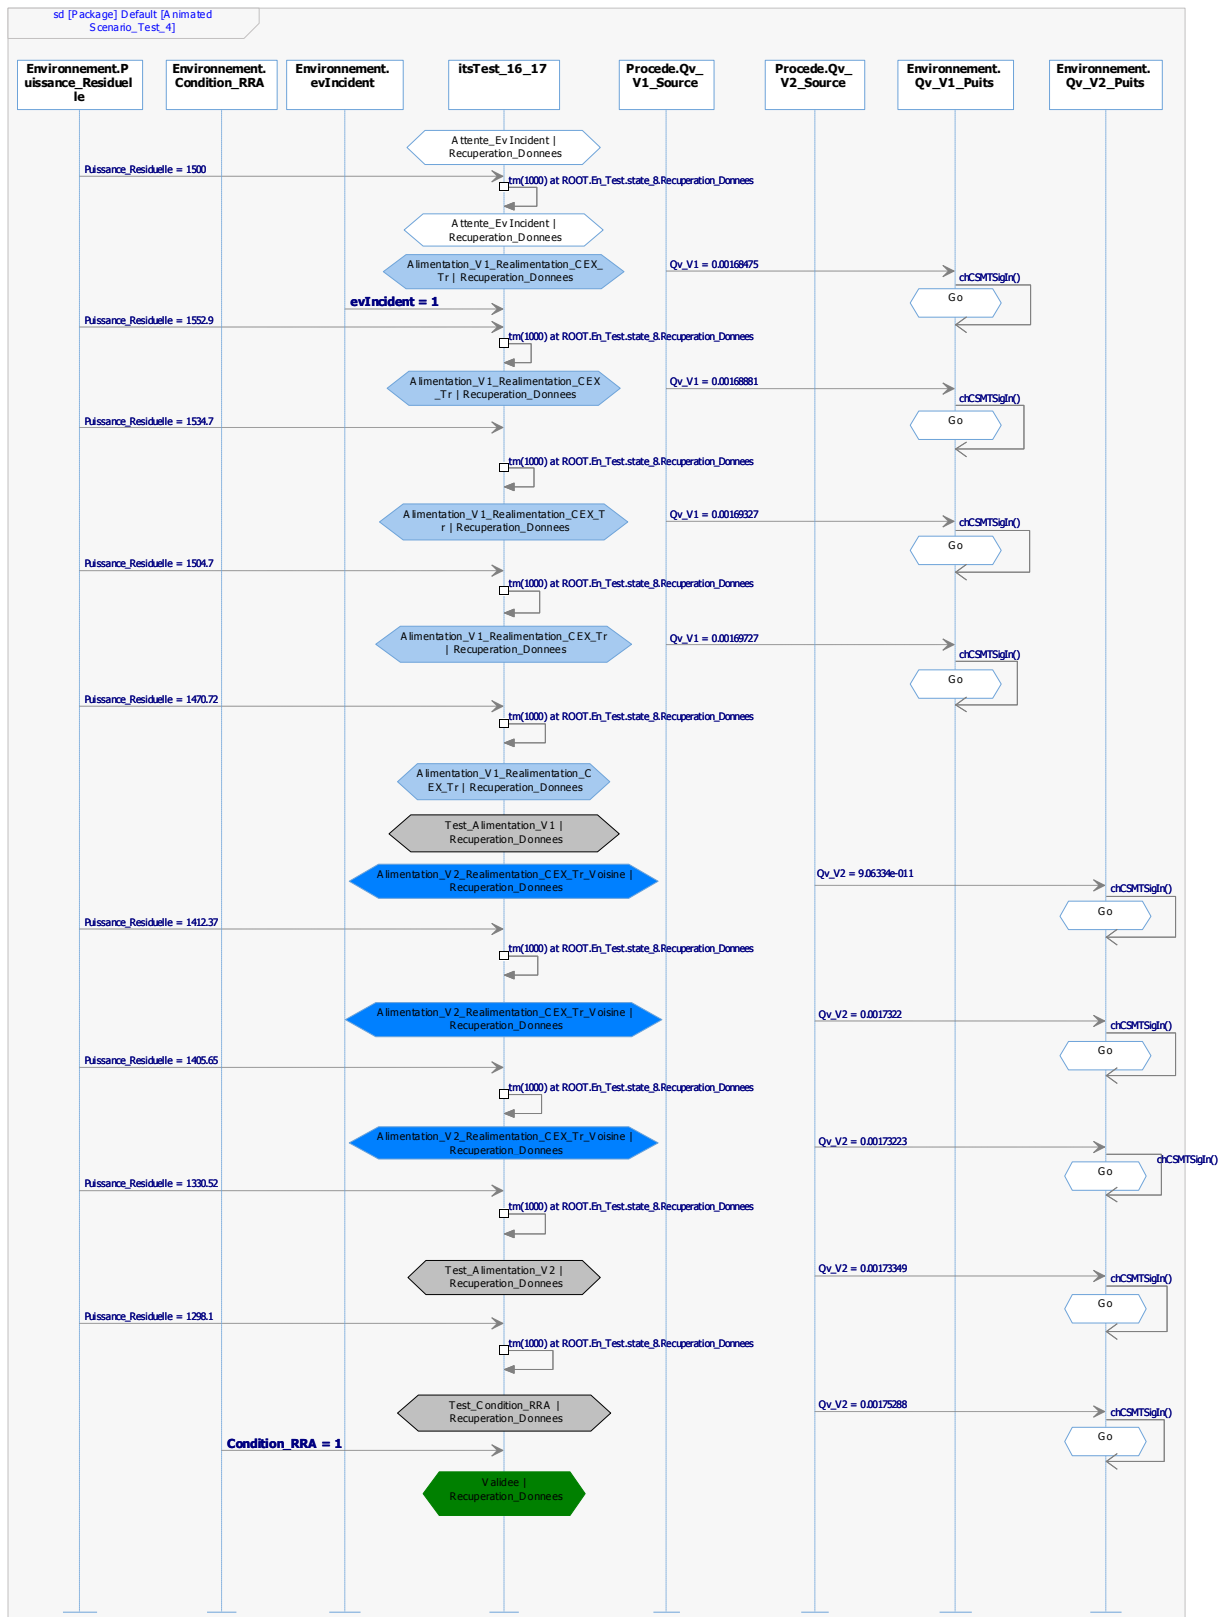 sd [Package] Default [Animated
Scenario_Test_4]
Environnement.P
uissance_Residuel
le
Environnement.
Condition_RRA
Environnement.
evIncident
itsTest_16_17
Procede.Qv_
V1_Source
Procede.Qv_
V2_Source
Environnement.
Qv_V1_Puits
Environnement.
Qv_V2_Puits
Attente_EvIncident |
Recuperation_Donnees
Puissance_Residuelle = 1500
tm(1000) at ROOT.En_Test.state_8.Recuperation_Donnees
Attente_EvIncident |
Recuperation_Donnees
Alimentation_V1_Realimentation_CEX_
Tr | Recuperation_Donnees
Qv_V1 = 0.00168475
chCSMTSigIn()
Go
evIncident = 1
Puissance_Residuelle = 1552.9
tm(1000) at ROOT.En_Test.state_8.Recuperation_Donnees
Alimentation_V1_Realimentation_CEX
_Tr | Recuperation_Donnees
Qv_V1 = 0.00168881
chCSMTSigIn()
Go
Puissance_Residuelle = 1534.7
tm(1000) at ROOT.En_Test.state_8.Recuperation_Donnees
Alimentation_V1_Realimentation_CEX_T
r | Recuperation_Donnees
Qv_V1 = 0.00169327
chCSMTSigIn()
Go
Puissance_Residuelle = 1504.7
tm(1000) at ROOT.En_Test.state_8.Recuperation_Donnees
Alimentation_V1_Realimentation_CEX_Tr
| Recuperation_Donnees
Qv_V1 = 0.00169727
chCSMTSigIn()
Go
Puissance_Residuelle = 1470.72
tm(1000) at ROOT.En_Test.state_8.Recuperation_Donnees
Alimentation_V1_Realimentation_C
EX_Tr | Recuperation_Donnees
Test_Alimentation_V1 |
Recuperation_Donnees
Alimentation_V2_Realimentation_CEX_Tr_Voisine |
Recuperation_Donnees
Qv_V2 = 9.06334e-011
chCSMTSigIn()
Go
Puissance_Residuelle = 1412.37
tm(1000) at ROOT.En_Test.state_8.Recuperation_Donnees
Alimentation_V2_Realimentation_CEX_Tr_Voisine |
Recuperation_Donnees
Qv_V2 = 0.0017322
chCSMTSigIn()
Go
Puissance_Residuelle = 1405.65
tm(1000) at ROOT.En_Test.state_8.Recuperation_Donnees
Alimentation_V2_Realimentation_CEX_Tr_Voisine |
Recuperation_Donnees
Qv_V2 = 0.00173223
chCSMTSigIn()
Go
Puissance_Residuelle = 1330.52
tm(1000) at ROOT.En_Test.state_8.Recuperation_Donnees
Test_Alimentation_V2 |
Recuperation_Donnees
Qv_V2 = 0.00173349
chCSMTSigIn()
Go
Puissance_Residuelle = 1298.1
tm(1000) at ROOT.En_Test.state_8.Recuperation_Donnees
Test_Condition_RRA |
Recuperation_Donnees
Qv_V2 = 0.00175288
chCSMTSigIn()
Go
Condition_RRA = 1
Validee |
Recuperation_Donnees